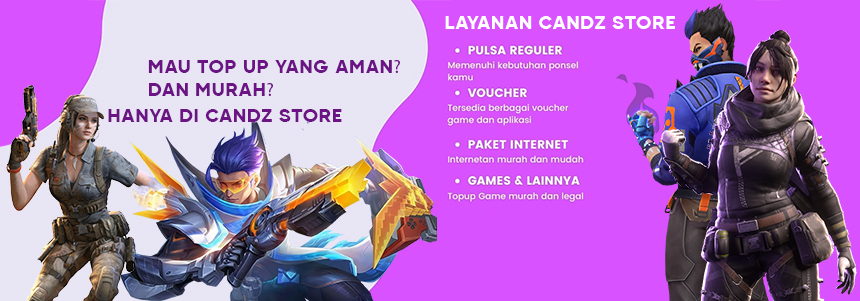 MAU TOP UP YANG AMAN?
DAN MURAH?
HANYA DI CANDZ STORE
LAYANAN CANDZ STORE
• PULSA REGULER
Memenuhi kebutuhan ponsel
kamu
• VOUCHER
Tersedia berbagai voucher
game dan aplikasi
• PAKET INTERNET
Internetan murah dan mudah
• GAMES & LAINNYA
Topup Game murah dan legal